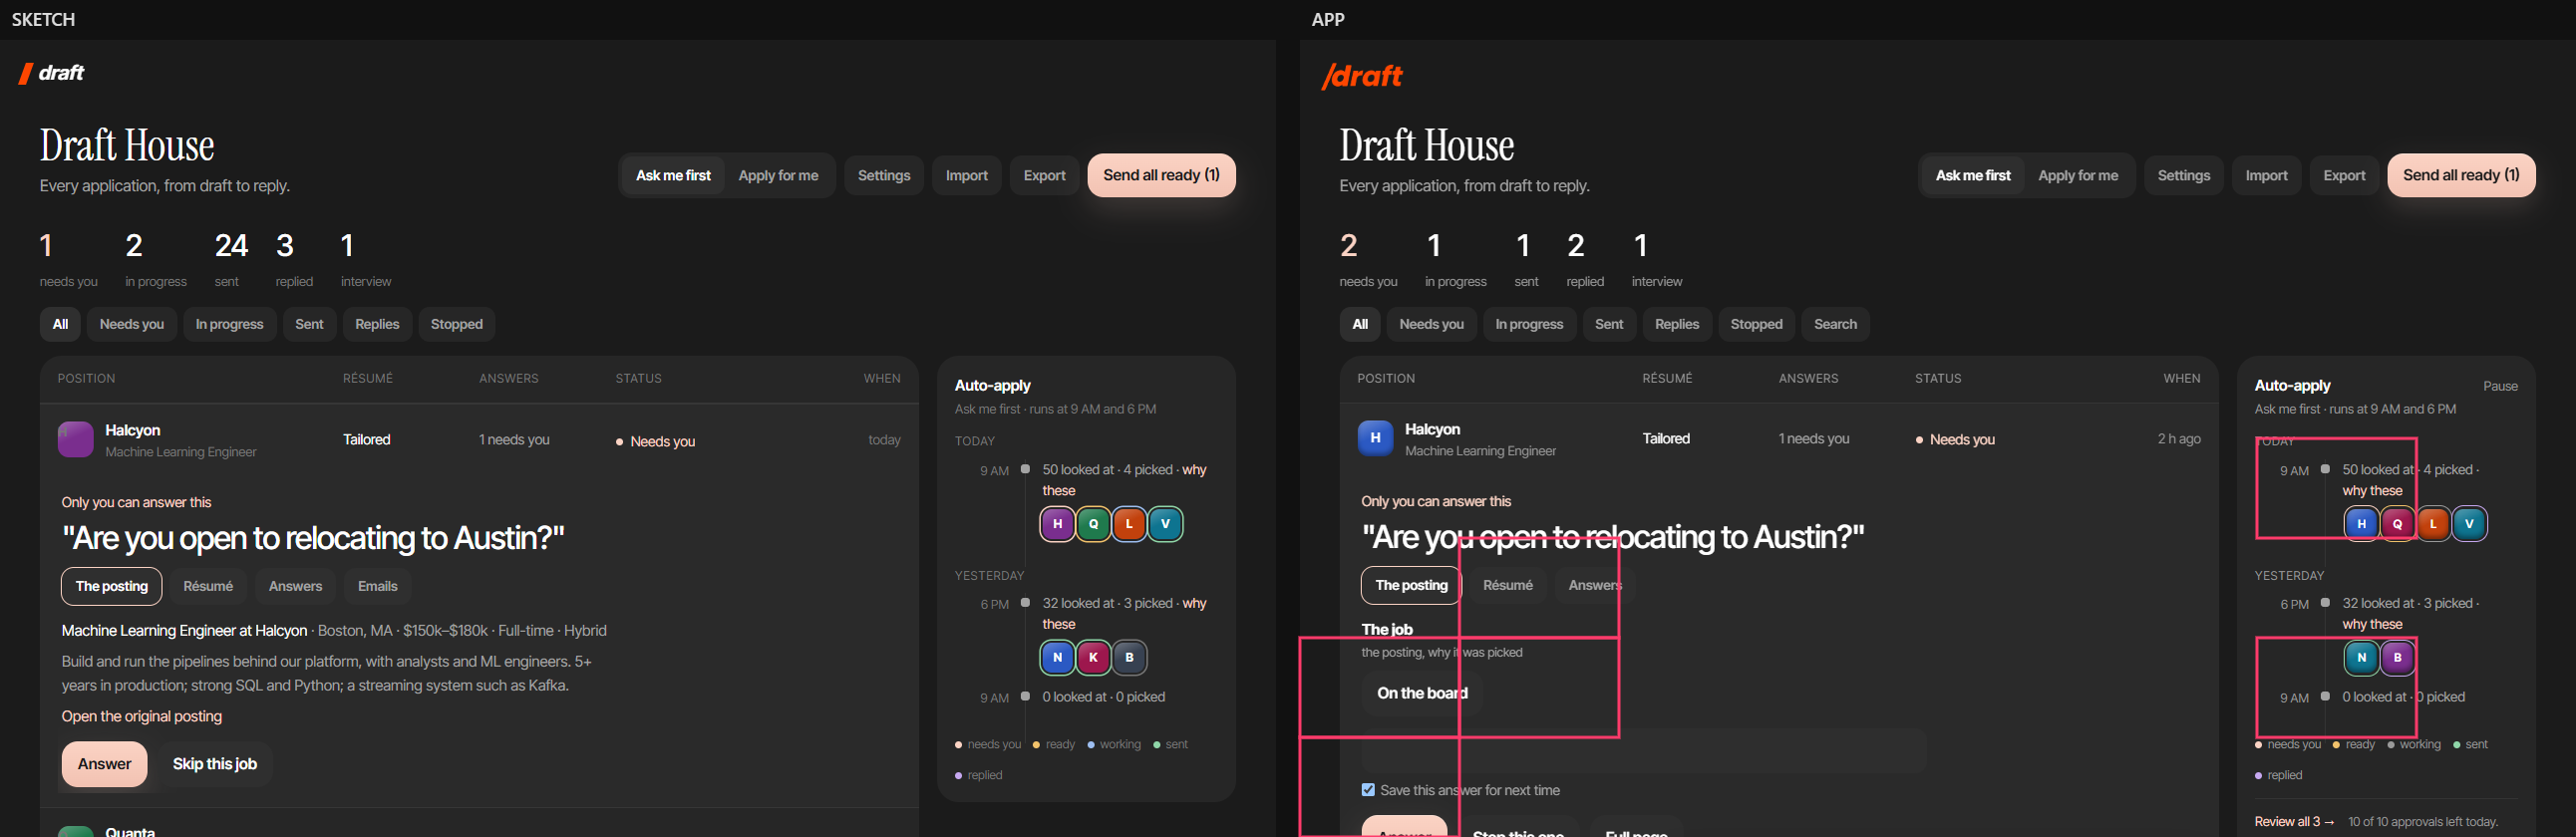 SKETCH
draft
Draft House
Every application, from draft to reply.
Ask me first Apply for me Settings Import Export Send all ready (1)
1 2 24 3 1
needs you in progress sent replied interview
All Needs you In progress Sent Replies Stopped
POSITION RÉSUMÉ ANSWERS STATUS WHEN
Halcyon
Machine Learning Engineer
Tailored 1 needs you Needs you today
Only you can answer this
"Are you open to relocating to Austin?"
The posting Résumé Answers Emails
Machine Learning Engineer at Halcyon · Boston, MA · $150k–$180k · Full-time · Hybrid
Build and run the pipelines behind our platform, with analysts and ML engineers. 5+
years in production; strong SQL and Python; a streaming system such as Kafka.
Open the original posting
Answer Skip this job
Quanta
Auto-apply
Ask me first · runs at 9 AM and 6 PM
TODAY
9 AM 50 looked at · 4 picked · why
these
H Q L V
YESTERDAY
6 PM 32 looked at · 3 picked · why
these
N K B
9 AM 0 looked at · 0 picked
needs you ready working sent
replied
APP
/draft
Draft House
Every application, from draft to reply.
Ask me first Apply for me Settings Import Export Send all ready (1)
2 1 1 2 1
needs you in progress sent replied interview
All Needs you In progress Sent Replies Stopped Search
POSITION RÉSUMÉ ANSWERS STATUS WHEN
H Halcyon
Machine Learning Engineer
Tailored 1 needs you Needs you 2 h ago
Only you can answer this
"Are you open to relocating to Austin?"
The posting Résumé Answers
The job
the posting, why it was picked
On the board
Save this answer for next time
Answer Stop this one Full page
Auto-apply Pause
Ask me first · runs at 9 AM and 6 PM
TODAY
9 AM 50 looked at · 4 picked ·
why these
H Q L V
YESTERDAY
6 PM 32 looked at · 3 picked ·
why these
N B
9 AM 0 looked at · 0 picked
needs you ready working sent
replied
Review all 3 → 10 of 10 approvals left today.